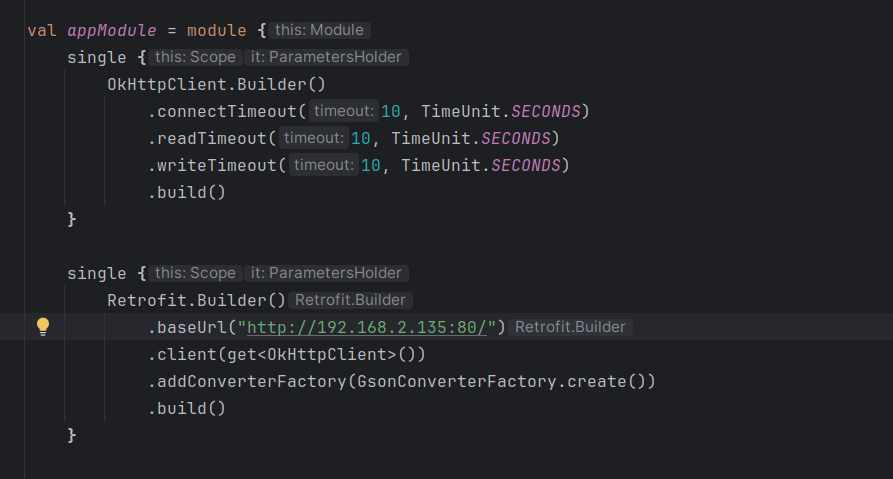 val appModule = module { this: Module
single { this: Scope it: ParametersHolder
OkHttpClient.Builder()
.connectTimeout( timeout: 10, TimeUnit.SECONDS)
.readTimeout( timeout: 10, TimeUnit.SECONDS)
.writeTimeout( timeout: 10, TimeUnit.SECONDS)
.build()
}
single { this: Scope it: ParametersHolder
Retrofit.Builder() Retrofit.Builder
.baseUrl("http://192.168.2.135:80/") Retrofit.Builder
.client(get<OkHttpClient>())
.addConverterFactory(GsonConverterFactory.create())
.build()
}